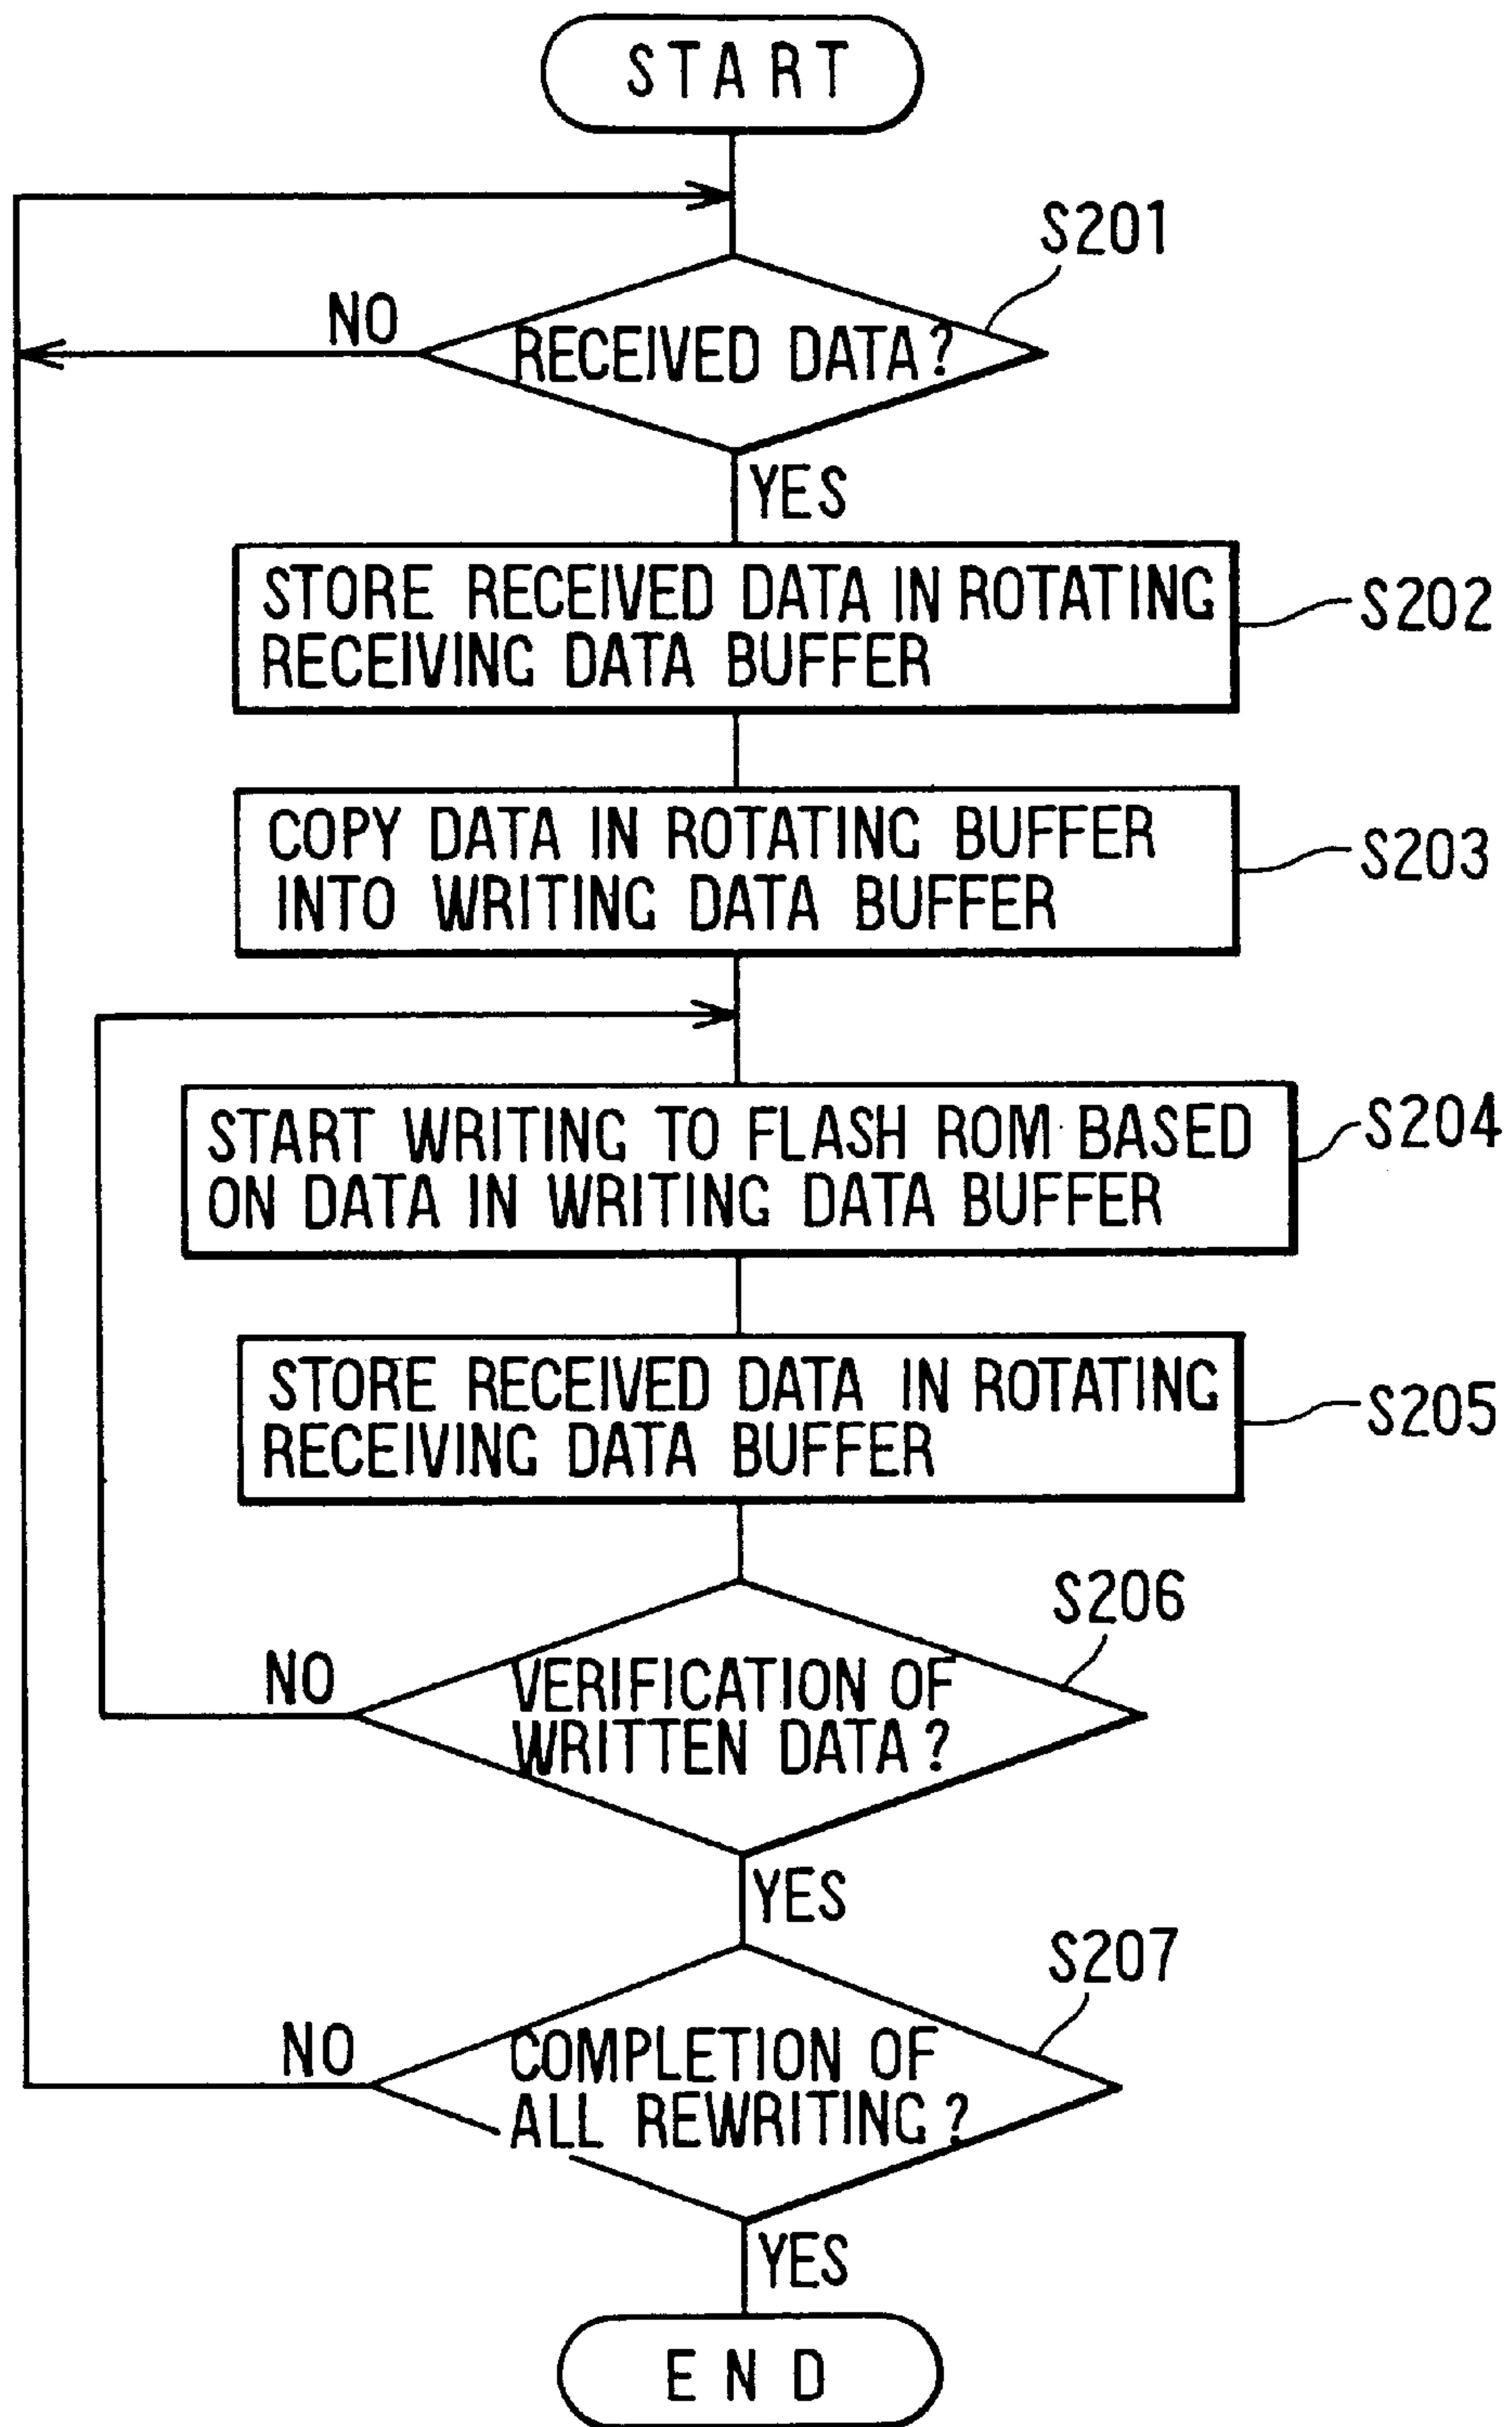 START
S201
NO
RECEIVED DATA?
YES
STORE RECEIVED DATA IN ROTATING
RECEIVING DATA BUFFER
S202
COPY DATA IN ROTATING BUFFER
INTO WRITING DATA BUFFER
S203
START WRITING TO FLASH ROM BASED
ON DATA IN WRITING DATA BUFFER
S204
STORE RECEIVED DATA IN ROTATING
RECEIVING DATA BUFFER
S205
S206
NO
VERIFICATION OF
WRITTEN DATA?
YES
S207
NO
COMPLETION OF
ALL REWRITING?
YES
END